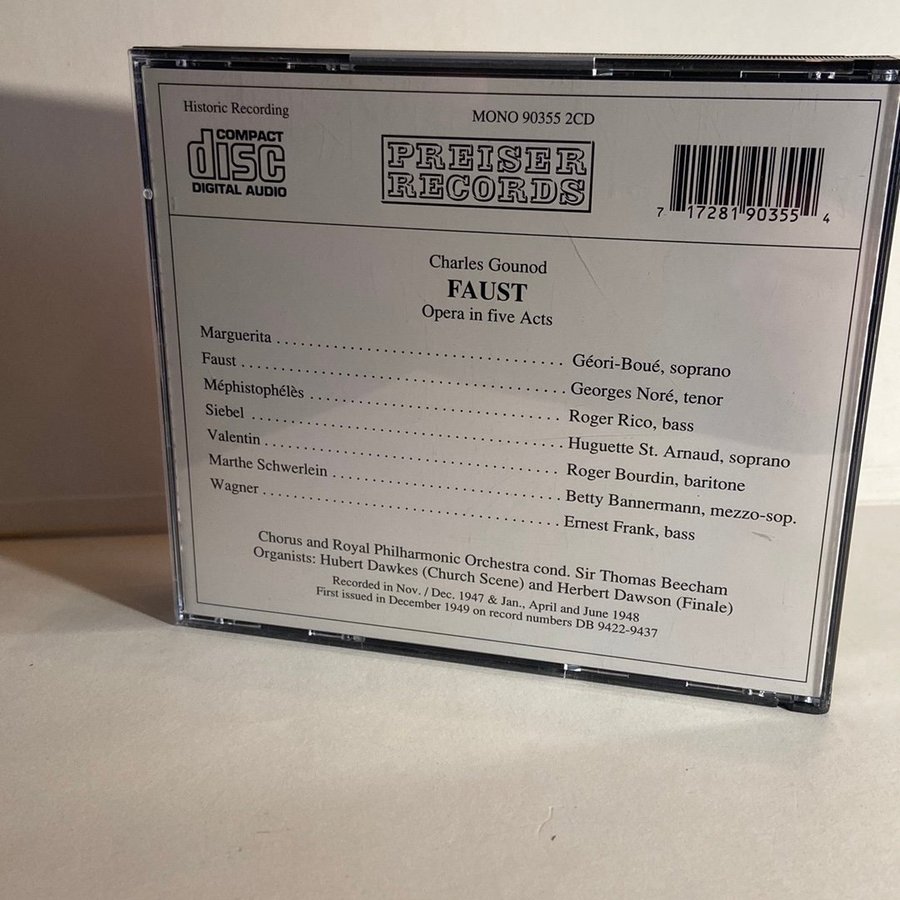 Historic Recording
MONO 90355 2CD
COMPACT
disc
DIGITAL AUDIO
PREISER
RECORDS
7 17281 90355 4
Charles Gounod
FAUST
Opera in five Acts
Marguerita . . . . . . . . . . . . . . . . . . . . . . . . . . . . . . Géori-Boué, soprano
Faust . . . . . . . . . . . . . . . . . . . . . . . . . . . . . . . . . . Georges Noré, tenor
Méphistophélès . . . . . . . . . . . . . . . . . . . . . . . . . . Roger Rico, bass
Siebel . . . . . . . . . . . . . . . . . . . . . . . . . . . . . . . . . Huguette St. Arnaud, soprano
Valentin . . . . . . . . . . . . . . . . . . . . . . . . . . . . . . . Roger Bourdin, baritone
Marthe Schwerlein . . . . . . . . . . . . . . . . . . . . . . . . Betty Bannermann, mezzo-sop.
Wagner . . . . . . . . . . . . . . . . . . . . . . . . . . . . . . . Ernest Frank, bass
Chorus and Royal Philharmonic Orchestra cond. Sir Thomas Beecham
Organists: Hubert Dawkes (Church Scene) and Herbert Dawson (Finale)
Recorded in Nov. / Dec. 1947 & Jan., April and June 1948
First issued in December 1949 on record numbers DB 9422-9437